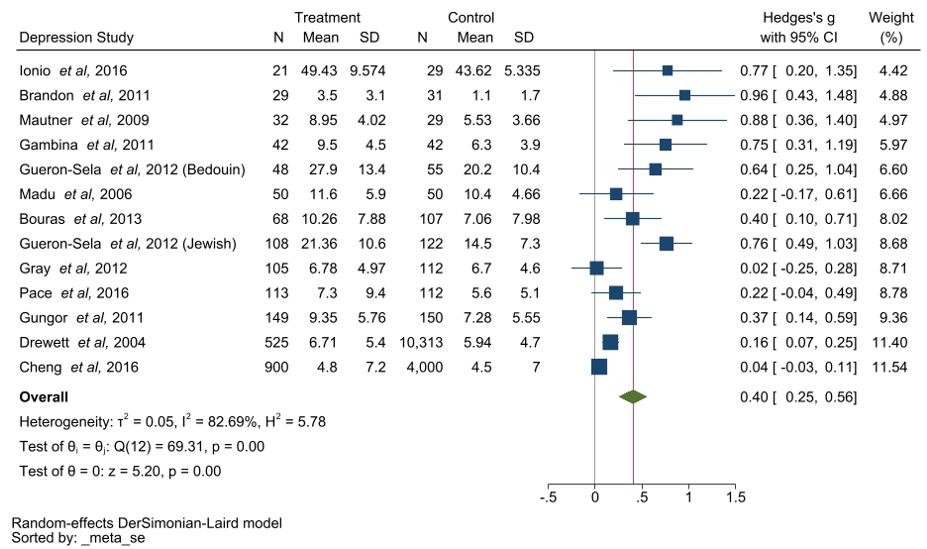 Treatment Control Hedges's g Weight
Depression Study N Mean SD N Mean SD with 95% CI (%)
Ionio et al, 2016 21 49.43 9.574 29 43.62 5.335 0.77 [ 0.20, 1.35] 4.42
Brandon et al, 2011 29 3.5 3.1 31 1.1 1.7 0.96 [ 0.43, 1.48] 4.88
Mautner et al, 2009 32 8.95 4.02 29 5.53 3.66 0.88 [ 0.36, 1.40] 4.97
Gambina et al, 2011 42 9.5 4.5 42 6.3 3.9 0.75 [ 0.31, 1.19] 5.97
Gueron-Sela et al, 2012 (Bedouin) 48 27.9 13.4 55 20.2 10.4 0.64 [ 0.25, 1.04] 6.60
Madu et al, 2006 50 11.6 5.9 50 10.4 4.66 0.22 [ -0.17, 0.61] 6.66
Bouras et al, 2013 68 10.26 7.88 107 7.06 7.98 0.40 [ 0.10, 0.71] 8.02
Gueron-Sela et al, 2012 (Jewish) 108 21.36 10.6 122 14.5 7.3 0.76 [ 0.49, 1.03] 8.68
Gray et al, 2012 105 6.78 4.97 112 6.7 4.6 0.02 [ -0.25, 0.28] 8.71
Pace et al, 2016 113 7.3 9.4 112 5.6 5.1 0.22 [ -0.04, 0.49] 8.78
Gungor et al, 2011 149 9.35 5.76 150 7.28 5.55 0.37 [ 0.14, 0.59] 9.36
Drewett et al, 2004 525 6.71 5.4 10,313 5.94 4.7 0.16 [ 0.07, 0.25] 11.40
Cheng et al, 2016 900 4.8 7.2 4,000 4.5 7 0.04 [ -0.03, 0.11] 11.54
Overall 0.40 [ 0.25, 0.56]
Heterogeneity: τ² = 0.05, I² = 82.69%, H² = 5.78
Test of θᵢ = θⱼ: Q(12) = 69.31, p = 0.00
Test of θ = 0: z = 5.20, p = 0.00
-.5 0 .5 1 1.5
Random-effects DerSimonian-Laird model
Sorted by: _meta_se